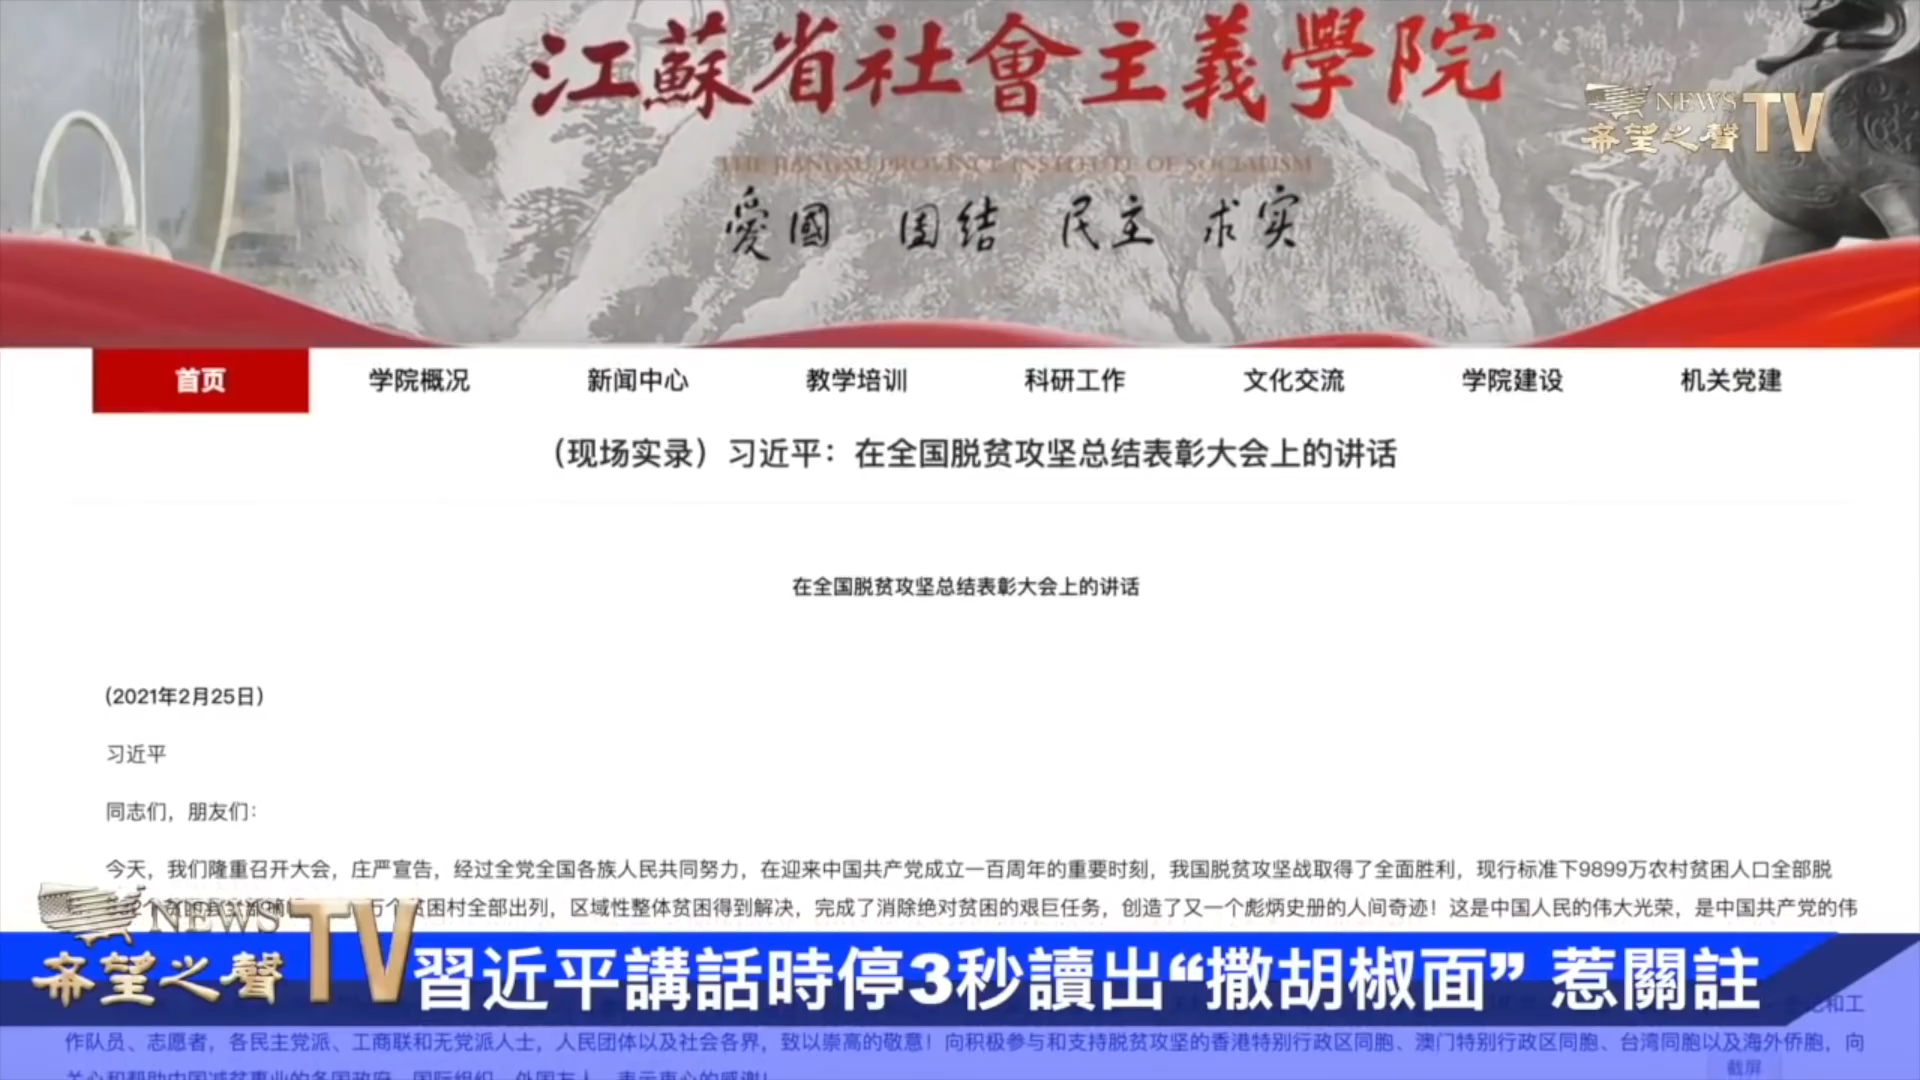 江蘇省社會主義學院
NEWS
希望之聲TV
THE JIANGSU PROVINCE INSTITUTE OF SOCIALISM
愛國 团结 民主 求实
首页 学院概况 新闻中心 教学培训 科研工作 文化交流 学院建设 机关党建
（现场实录）习近平：在全国脱贫攻坚总结表彰大会上的讲话
在全国脱贫攻坚总结表彰大会上的讲话
(2021年2月25日)
习近平
同志们，朋友们：
今天，我们隆重召开大会，庄严宣告，经过全党全国各族人民共同努力，在迎来中国共产党成立一百周年的重要时刻，我国脱贫攻坚战取得了全面胜利，现行标准下9899万农村贫困人口全部脱
万个贫困村全部出列，区域性整体贫困得到解决，完成了消除绝对贫困的艰巨任务，创造了又一个彪炳史册的人间奇迹！这是中国人民的伟大光荣，是中国共产党的伟
NEWS
希望之聲TV
習近平講話時停3秒讀出“撒胡椒面” 惹關註
和工
作队员、志愿者，各民主党派、工商联和无党派人士，人民团体以及社会各界，致以崇高的敬意！向积极参与和支持脱贫攻坚的香港特别行政区同胞、澳门特别行政区同胞、台湾同胞以及海外侨胞，向
截屏